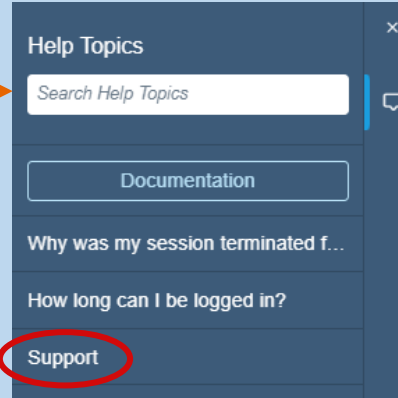 Help Topics
Search Help Topics
Documentation
Why was my session terminated f...
How long can I be logged in?
Support